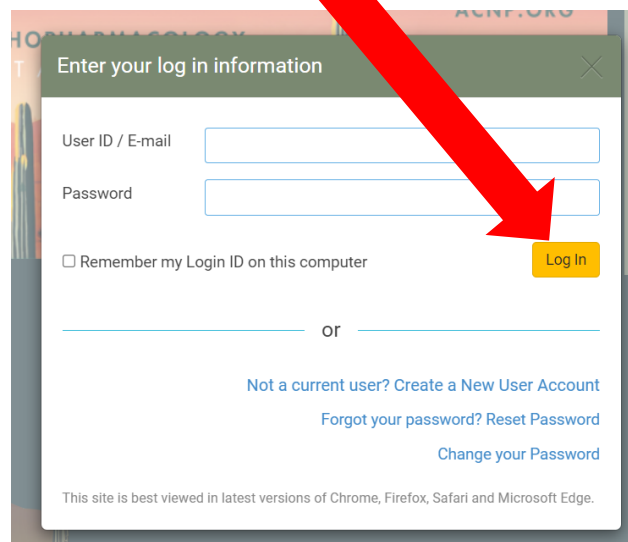 ACNP.ORG
Enter your log in information
User ID / E-mail
Password
Remember my Login ID on this computer
Log In
or
Not a current user? Create a New User Account
Forgot your password? Reset Password
Change your Password
This site is best viewed in latest versions of Chrome, Firefox, Safari and Microsoft Edge.